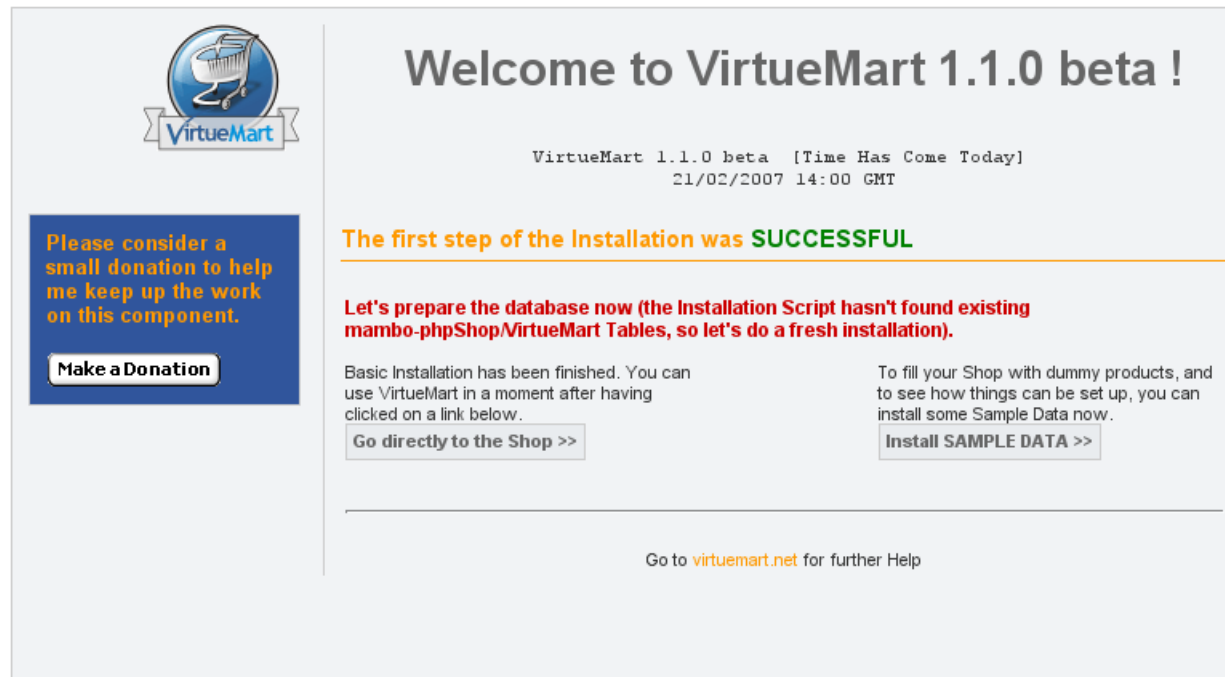 VirtueMart
Welcome to VirtueMart 1.1.0 beta !
VirtueMart 1.1.0 beta [Time Has Come Today]
21/02/2007 14:00 GMT
Please consider a
small donation to help
me keep up the work
on this component.
Make a Donation
The first step of the Installation was SUCCESSFUL
Let's prepare the database now (the Installation Script hasn't found existing
mambo-phpShop/VirtueMart Tables, so let's do a fresh installation).
Basic Installation has been finished. You can
use VirtueMart in a moment after having
clicked on a link below.
Go directly to the Shop >>
To fill your Shop with dummy products, and
to see how things can be set up, you can
install some Sample Data now.
Install SAMPLE DATA >>
Go to virtuemart.net for further Help